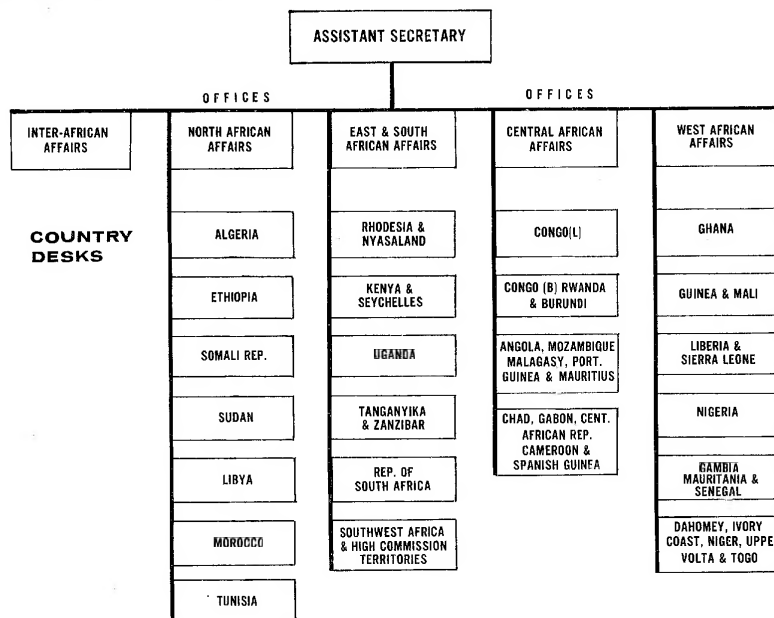 ASSISTANT SECRETARY
OFFICES
OFFICES
INTER-AFRICAN
AFFAIRS
NORTH AFRICAN
AFFAIRS
EAST & SOUTH
AFRICAN AFFAIRS
CENTRAL AFRICAN
AFFAIRS
WEST AFRICAN
AFFAIRS
COUNTRY
DESKS
ALGERIA
ETHIOPIA
SOMALI REP.
SUDAN
LIBYA
MOROCCO
TUNISIA
RHODESIA &
NYASALAND
KENYA &
SEYCHELLES
UGANDA
TANGANYIKA
& ZANZIBAR
REP. OF
SOUTH AFRICA
SOUTHWEST AFRICA
& HIGH COMMISSION
TERRITORIES
CONGO(L)
CONGO (B) RWANDA
& BURUNDI
ANGOLA, MOZAMBIQUE
MALAGASY, PORT.
GUINEA & MAURITIUS
CHAD, GABON, CENT.
AFRICAN REP.
CAMEROON &
SPANISH GUINEA
GHANA
GUINEA & MALI
LIBERIA &
SIERRA LEONE
NIGERIA
GAMBIA
MAURITANIA &
SENEGAL
DAHOMEY, IVORY
COAST, NIGER, UPPE
VOLTA & TOGO